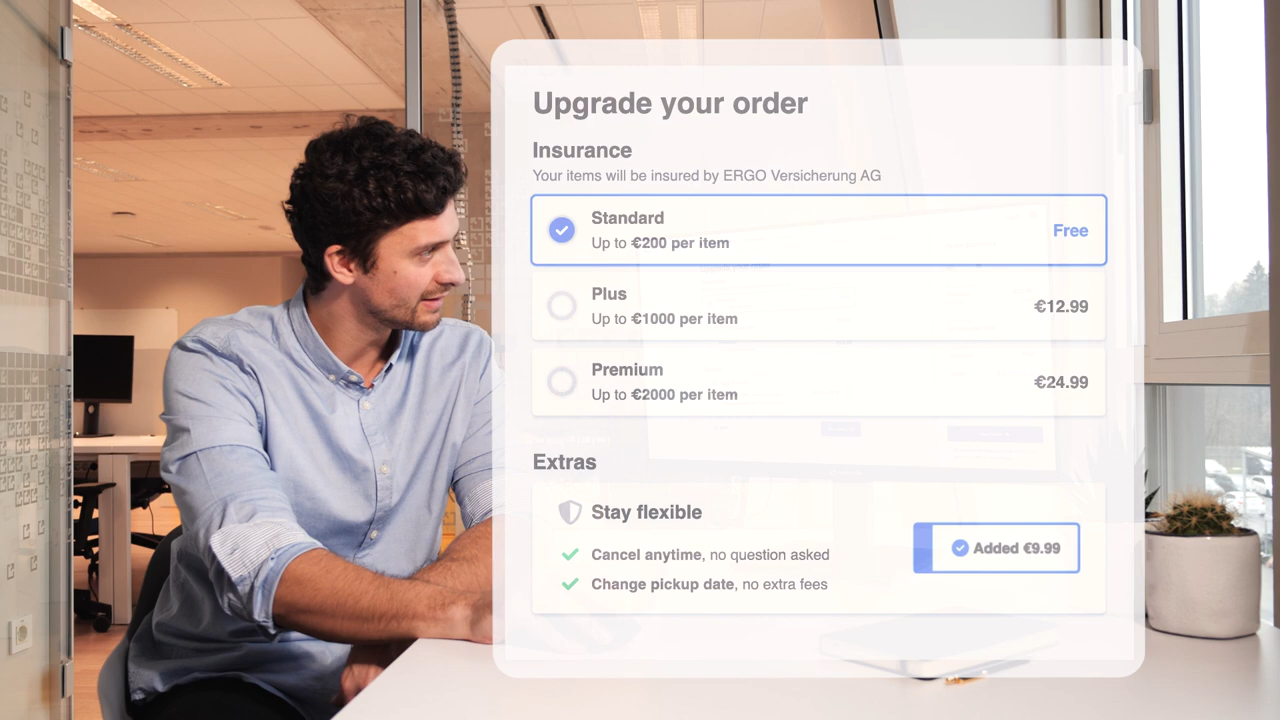 Upgrade your order
Insurance
Your items will be insured by ERGO Versicherung AG
Standard
Up to €200 per item
Free
Plus
Up to €1000 per item
€12.99
Premium
Up to €2000 per item
€24.99
Extras
Stay flexible
Cancel anytime, no question asked
Change pickup date, no extra fees
Added €9.99